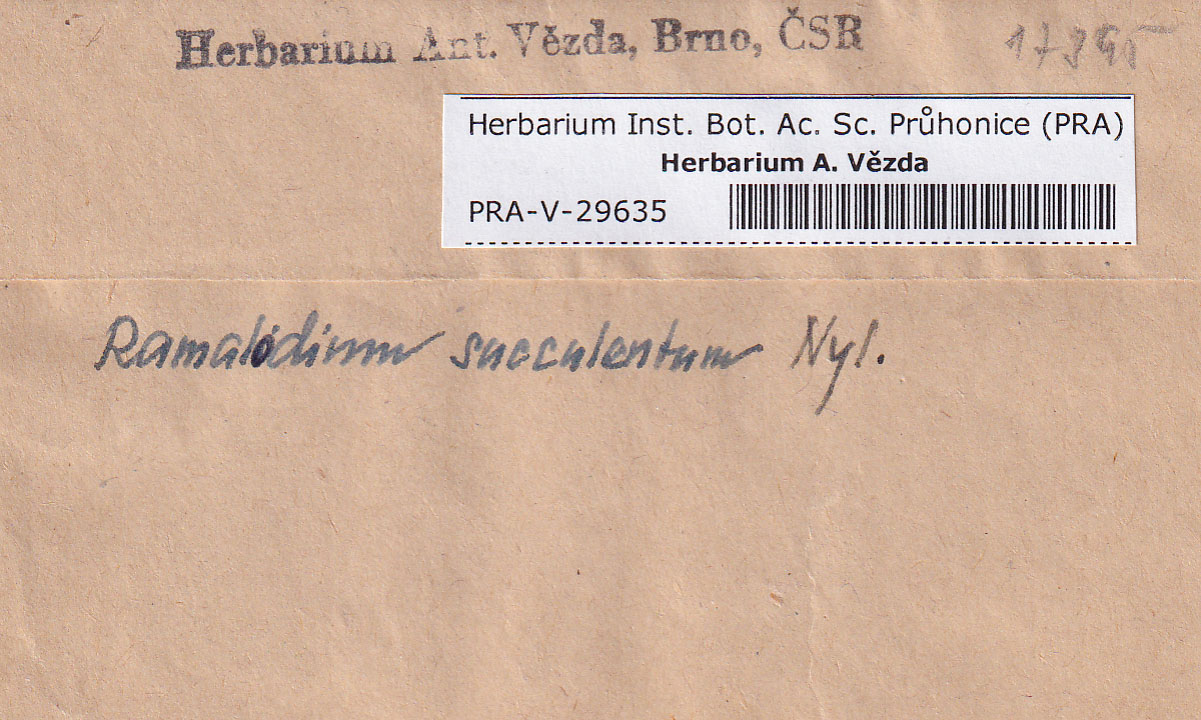 Herbarium Ant. Vězda, Brno, ČSR
17395
Herbarium Inst. Bot. Ac. Sc. Průhonice (PRA)
Herbarium A. Vězda
PRA-V-29635
Ramalodium succulentum Nyl.